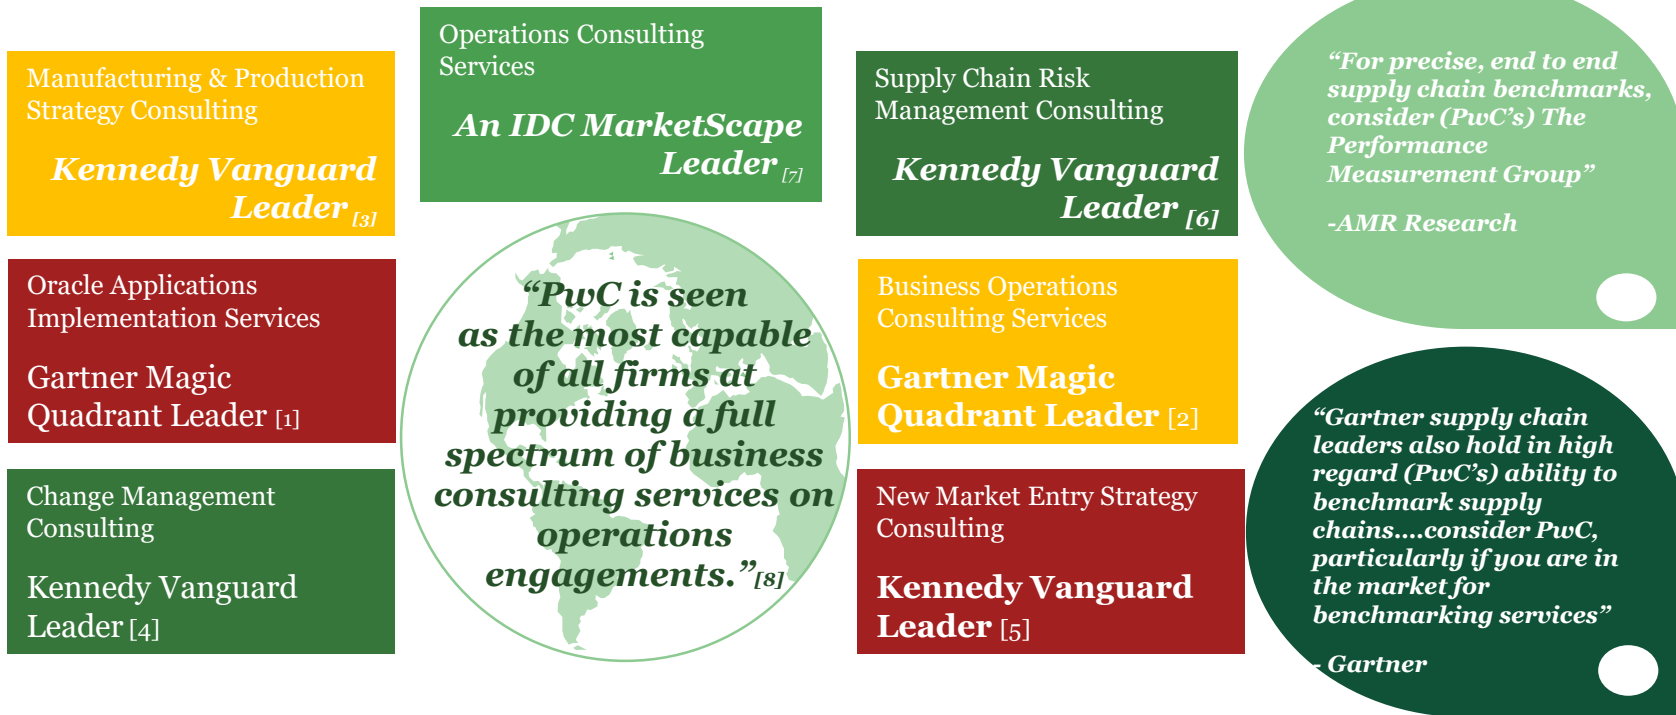 Operations Consulting
Services
An IDC MarketScape
Leader [7]
Manufacturing & Production
Strategy Consulting
Kennedy Vanguard
Leader [3]
Supply Chain Risk
Management Consulting
Kennedy Vanguard
Leader [6]
“For precise, end to end
supply chain benchmarks,
consider (PwC’s) The
Performance
Measurement Group”
-AMR Research
Oracle Applications
Implementation Services
Gartner Magic
Quadrant Leader [1]
“PwC is seen
as the most capable
of all firms at
providing a full
spectrum of business
consulting services on
operations
engagements.”[8]
Business Operations
Consulting Services
Gartner Magic
Quadrant Leader [2]
Change Management
Consulting
Kennedy Vanguard
Leader [4]
New Market Entry Strategy
Consulting
Kennedy Vanguard
Leader [5]
“Gartner supply chain
leaders also hold in high
regard (PwC’s) ability to
benchmark supply
chains....consider PwC,
particularly if you are in
the market for
benchmarking services”
- Gartner